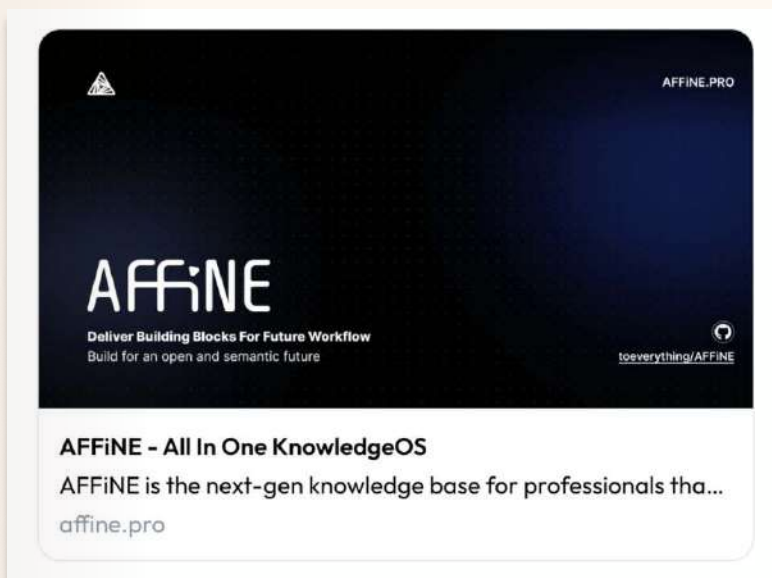 AFFiNE.PRO
AFFiNE
Deliver Building Blocks For Future Workflow
Build for an open and semantic future
toeverything/AFFiNE
AFFiNE - All In One KnowledgeOS
AFFiNE is the next-gen knowledge base for professionals tha...
affine.pro